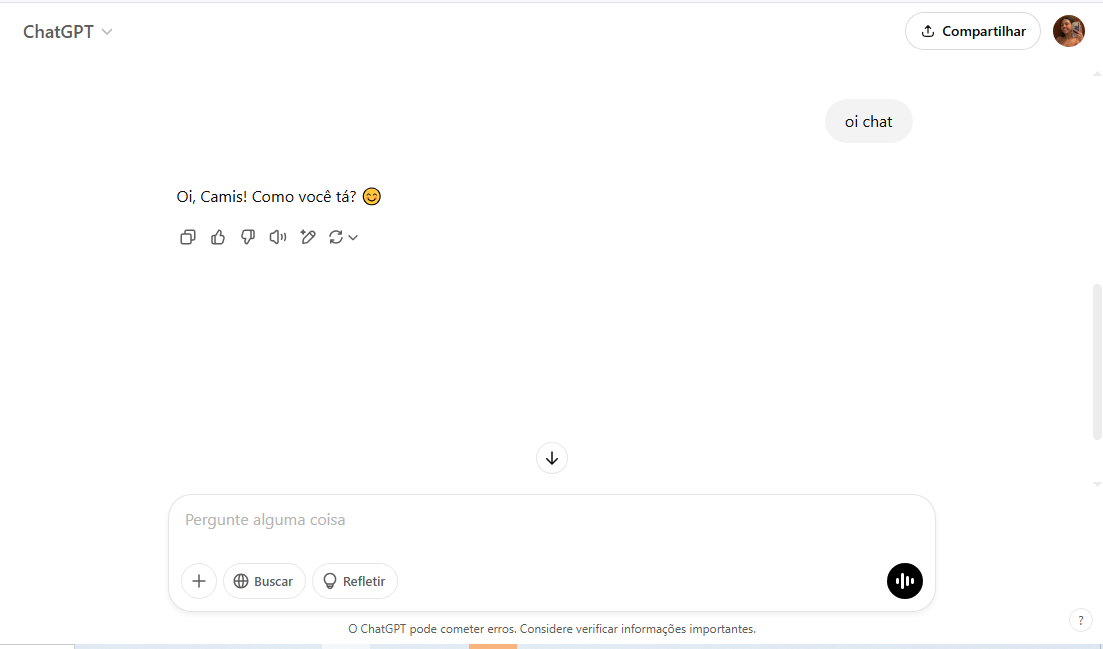 ChatGPT
Compartilhar
oi chat
Oi, Camis! Como você tá? 😊
Pergunte alguma coisa
Buscar
Refletir
O ChatGPT pode cometer erros. Considere verificar informações importantes.
?